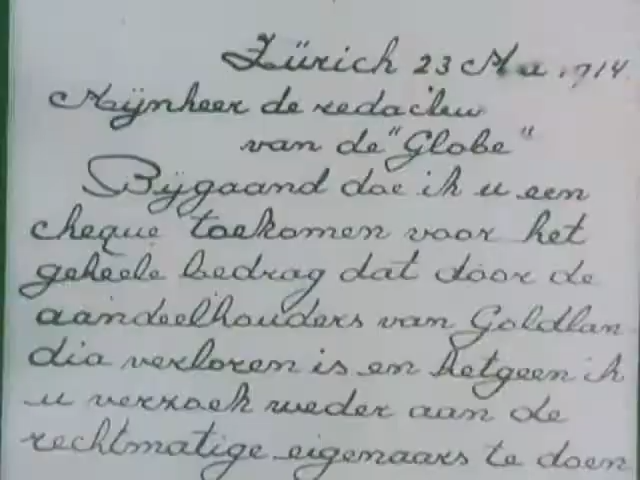 Zürich 23 Mei 1914
Mijnheer de redacteur
van de "Globe"
Bijgaand doe ik u een
cheque toekomen voor het
geheele bedrag dat door de
aandeelhouders van Goldlan
dia verloren is en hetgeen ik
u verzoek weder aan de
rechtmatige eigenaars te doen